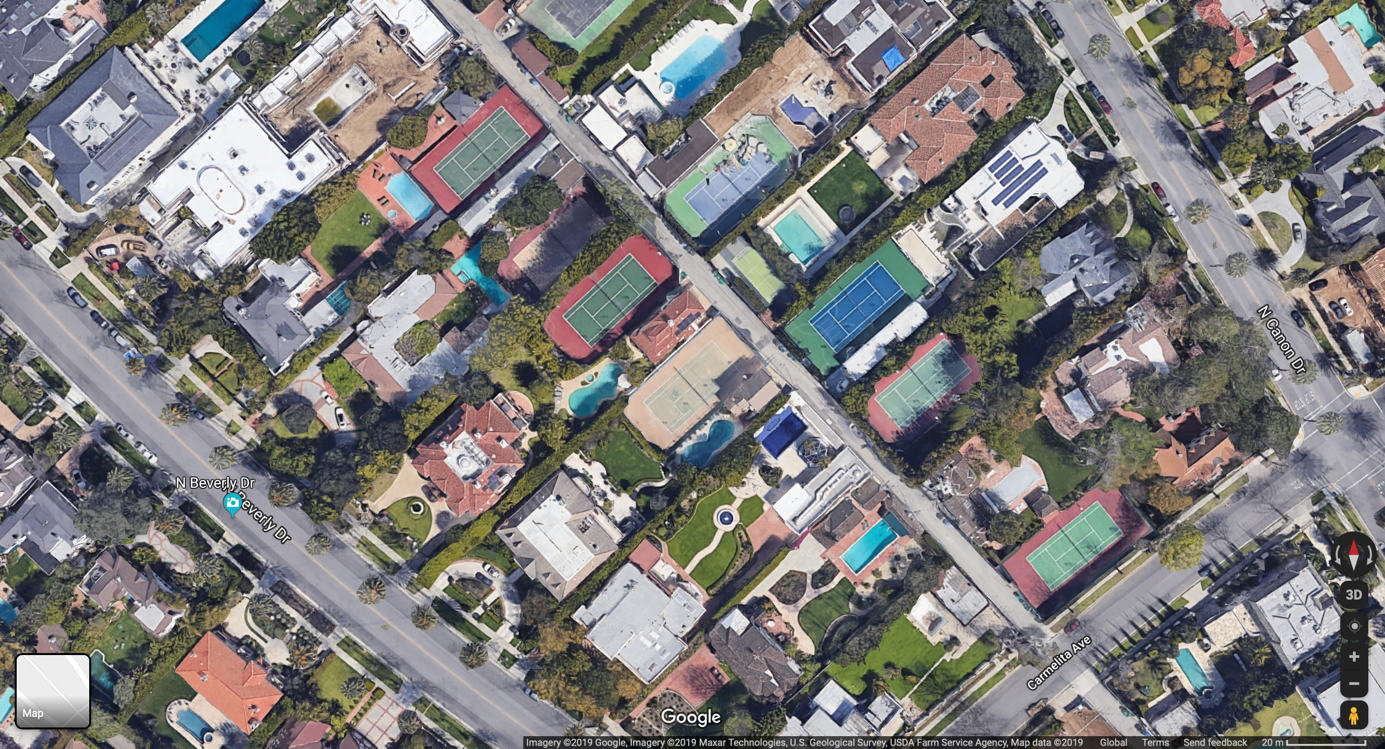 N Canon Dr
N Beverly Dr
Beverly Dr
3D
Carmelita Ave
Map
Google
Imagery ©2019 Google, Imagery ©2019 Maxar Technologies, U.S. Geological Survey, USDA Farm Service Agency, Map data ©2019 Global Terms Send feedback 20 m